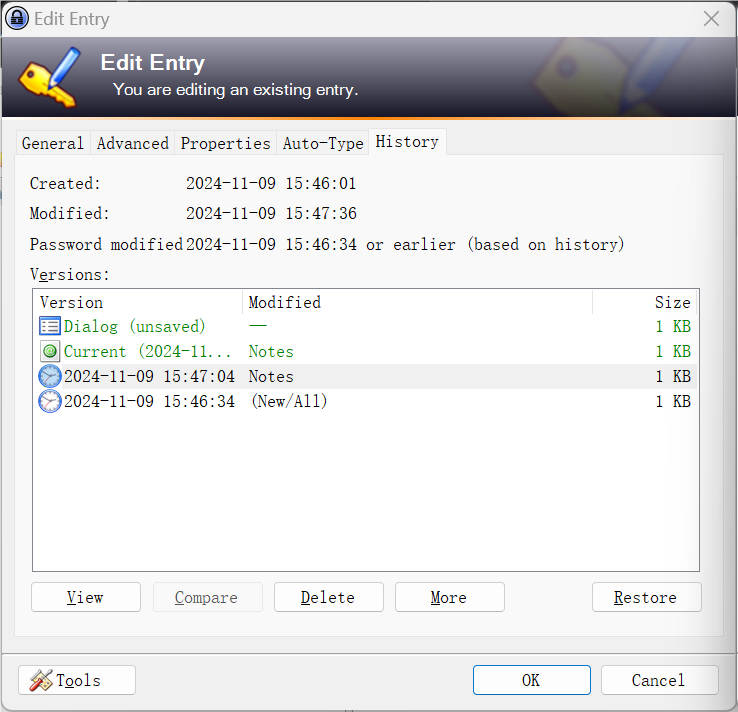 Edit Entry
Edit Entry
You are editing an existing entry.
General Advanced Properties Auto-Type History
Created: 2024-11-09 15:46:01
Modified: 2024-11-09 15:47:36
Password modified 2024-11-09 15:46:34 or earlier (based on history)
Versions:
Version Modified Size
Dialog (unsaved) — 1 KB
Current (2024-11... Notes 1 KB
2024-11-09 15:47:04 Notes 1 KB
2024-11-09 15:46:34 (New/All) 1 KB
View Compare Delete More Restore
Tools OK Cancel